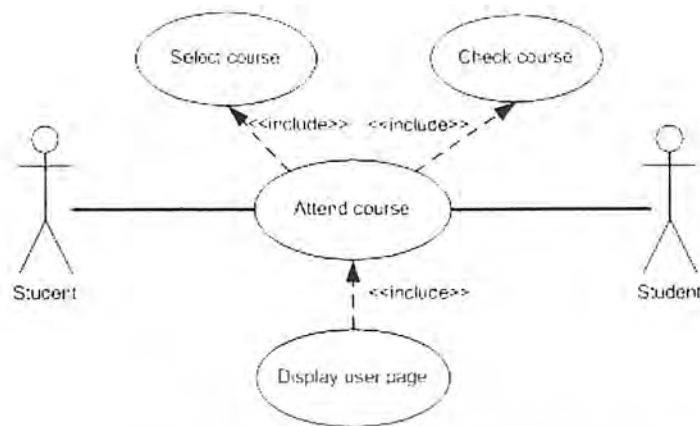 Select course
Check course
<<include>>
<<include>>
Attend course
Student
Student
<<include>>
Display user page